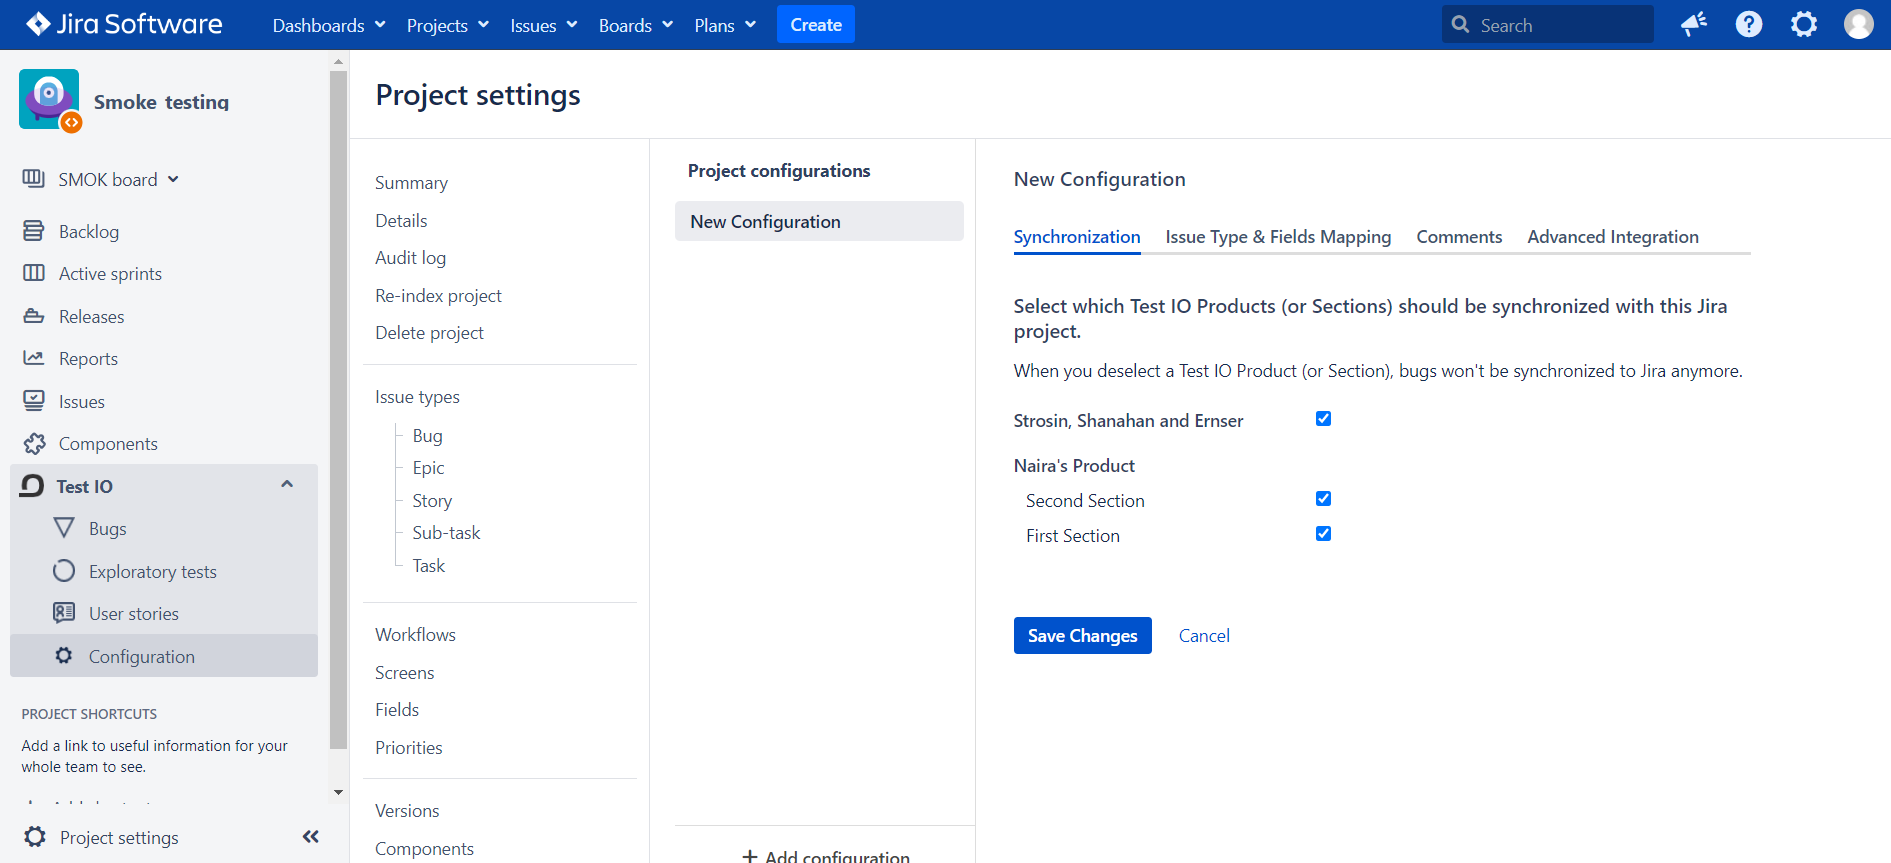 Jira Software
Dashboards
Projects
Issues
Boards
Plans
Create
Search
Smoke testing
SMOK board
Backlog
Active sprints
Releases
Reports
Issues
Components
Test IO
Bugs
Exploratory tests
User stories
Configuration
PROJECT SHORTCUTS
Add a link to useful information for your
whole team to see.
Project settings
Project settings
Summary
Details
Audit log
Re-index project
Delete project
Issue types
Bug
Epic
Story
Sub-task
Task
Workflows
Screens
Fields
Priorities
Versions
Components
Project configurations
New Configuration
+ Add configuration
New Configuration
Synchronization
Issue Type & Fields Mapping
Comments
Advanced Integration
Select which Test IO Products (or Sections) should be synchronized with this Jira
project.
When you deselect a Test IO Product (or Section), bugs won't be synchronized to Jira anymore.
Strosin, Shanahan and Ernser
Naira's Product
Second Section
First Section
Save Changes
Cancel